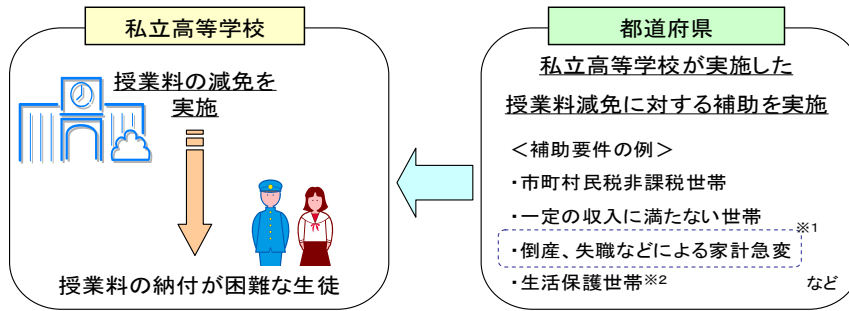 私立高等学校
授業料の減免を
実施
授業料の納付が困難な生徒
都道府県
私立高等学校が実施した
授業料減免に対する補助を実施
＜補助要件の例＞
・市町村民税非課税世帯
・一定の収入に満たない世帯
・倒産、失職などによる家計急変※1
・生活保護世帯※2 など